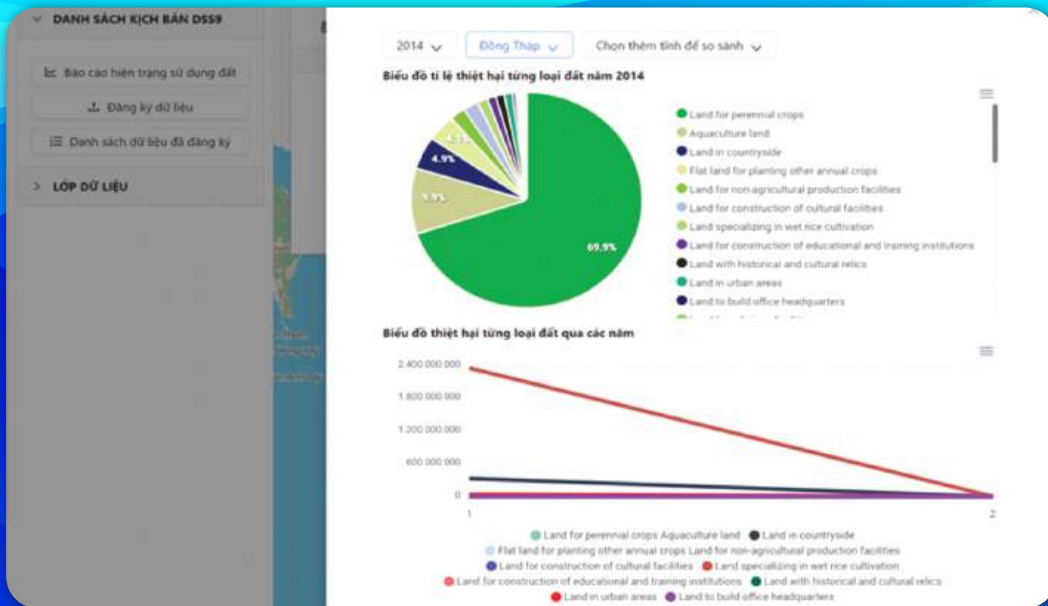 DANH SÁCH KỊCH BẢN DSS9
Báo cáo hiện trạng sử dụng đất
Đăng ký dữ liệu
Danh sách dữ liệu đã đăng ký
LỚP DỮ LIỆU
2014
Đồng Tháp
Chọn thêm tỉnh để so sánh
Biểu đồ tỉ lệ thiệt hại từng loại đất năm 2014
4.9%
9.9%
69.9%
Land for perennial crops
Aquaculture land
Land in countryside
Flat land for planting other annual crops
Land for non-agricultural production facilities
Land for construction of cultural facilities
Land specializing in wet rice cultivation
Land for construction of educational and training institutions
Land with historical and cultural relics
Land in urban areas
Land to build office headquarters
Biểu đồ thiệt hại từng loại đất qua các năm
2.400.000.000
1.800.000.000
1.200.000.000
600.000.000
0
1
2
Land for perennial crops Aquaculture land Land in countryside
Flat land for planting other annual crops Land for non-agricultural production facilities
Land for construction of cultural facilities Land specializing in wet rice cultivation
Land for construction of educational and training institutions Land with historical and cultural relics
Land in urban areas Land to build office headquarters